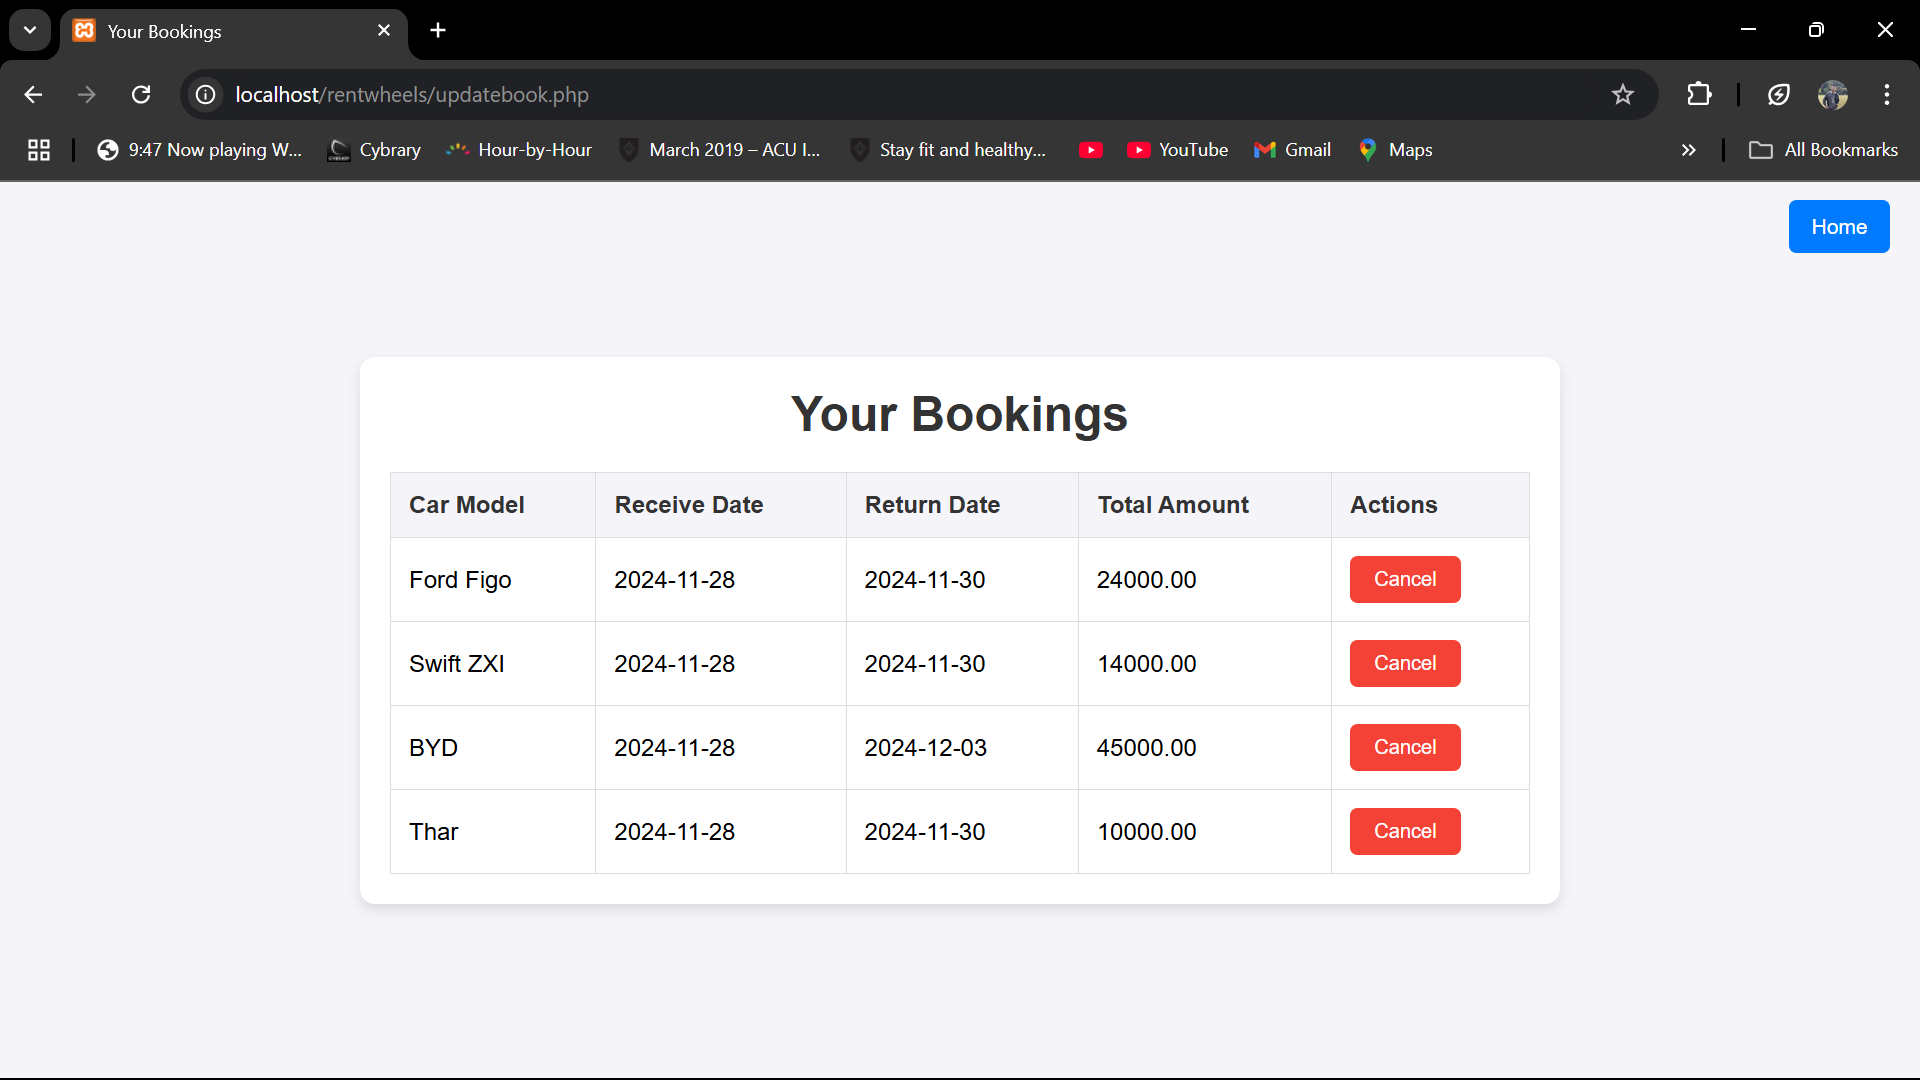 Your Bookings
localhost/rentwheels/updatebook.php
9:47 Now playing W... Cybrary Hour-by-Hour March 2019 – ACU I... Stay fit and healthy... YouTube Gmail Maps All Bookmarks
Home
Your Bookings
Car Model Receive Date Return Date Total Amount Actions
Ford Figo 2024-11-28 2024-11-30 24000.00 Cancel
Swift ZXI 2024-11-28 2024-11-30 14000.00 Cancel
BYD 2024-11-28 2024-12-03 45000.00 Cancel
Thar 2024-11-28 2024-11-30 10000.00 Cancel